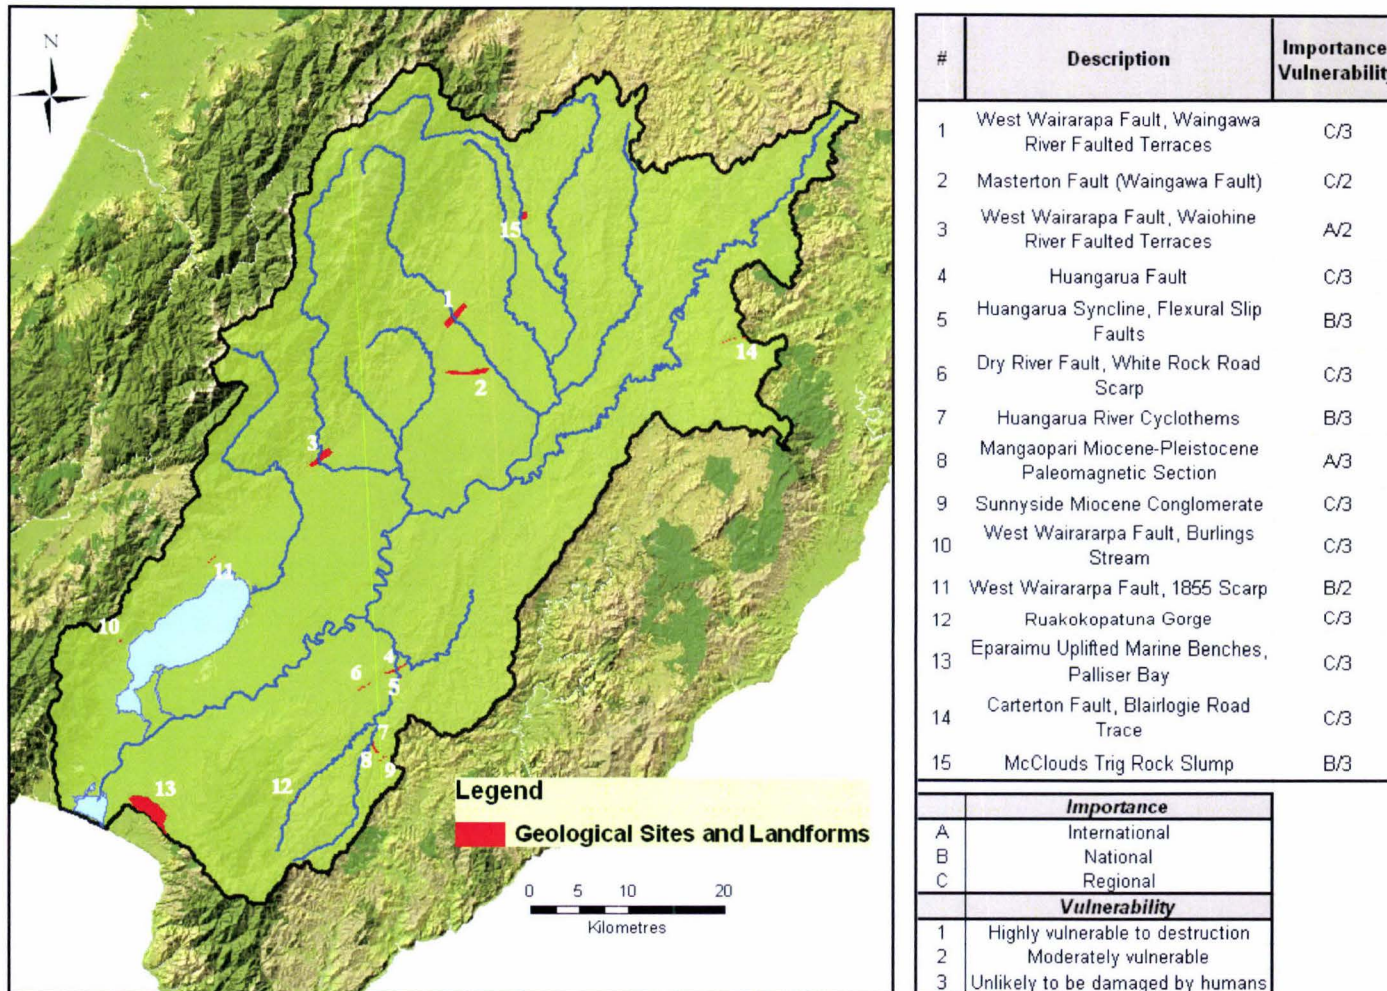 N
15
1
14
2
3
11
10
4
6
5
7
8
9
12
13
Legend
Geological Sites and Landforms
0 5 10 20
Kilometres
# Description Importance
Vulnerability
1 West Wairarapa Fault, Waingawa
River Faulted Terraces C/3
2 Masterton Fault (Waingawa Fault) C/2
3 West Wairarapa Fault, Waiohine
River Faulted Terraces A/2
4 Huangarua Fault C/3
5 Huangarua Syncline, Flexural Slip
Faults B/3
6 Dry River Fault, White Rock Road
Scarp C/3
7 Huangarua River Cyclothems B/3
8 Mangaopari Miocene-Pleistocene
Paleomagnetic Section A/3
9 Sunnyside Miocene Conglomerate C/3
10 West Wairararpa Fault, Burlings
Stream C/3
11 West Wairararpa Fault, 1855 Scarp B/2
12 Ruakokopatuna Gorge C/3
13 Eparaimu Uplifted Marine Benches,
Palliser Bay C/3
14 Carterton Fault, Blairlogie Road
Trace C/3
15 McClouds Trig Rock Slump B/3
Importance
A International
B National
C Regional
Vulnerability
1 Highly vulnerable to destruction
2 Moderately vulnerable
3 Unlikely to be damaged by humans